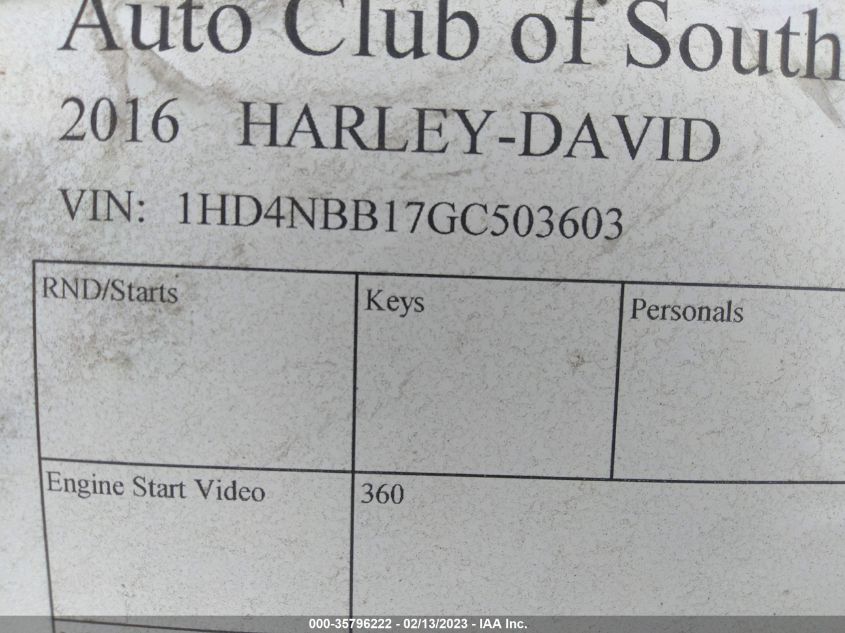 Auto Club of South
2016 HARLEY-DAVID
VIN: 1HD4NBB17GC503603
RND/Starts
Keys
Personals
Engine Start Video
360
000-35796222 - 02/13/2023 - IAA Inc.